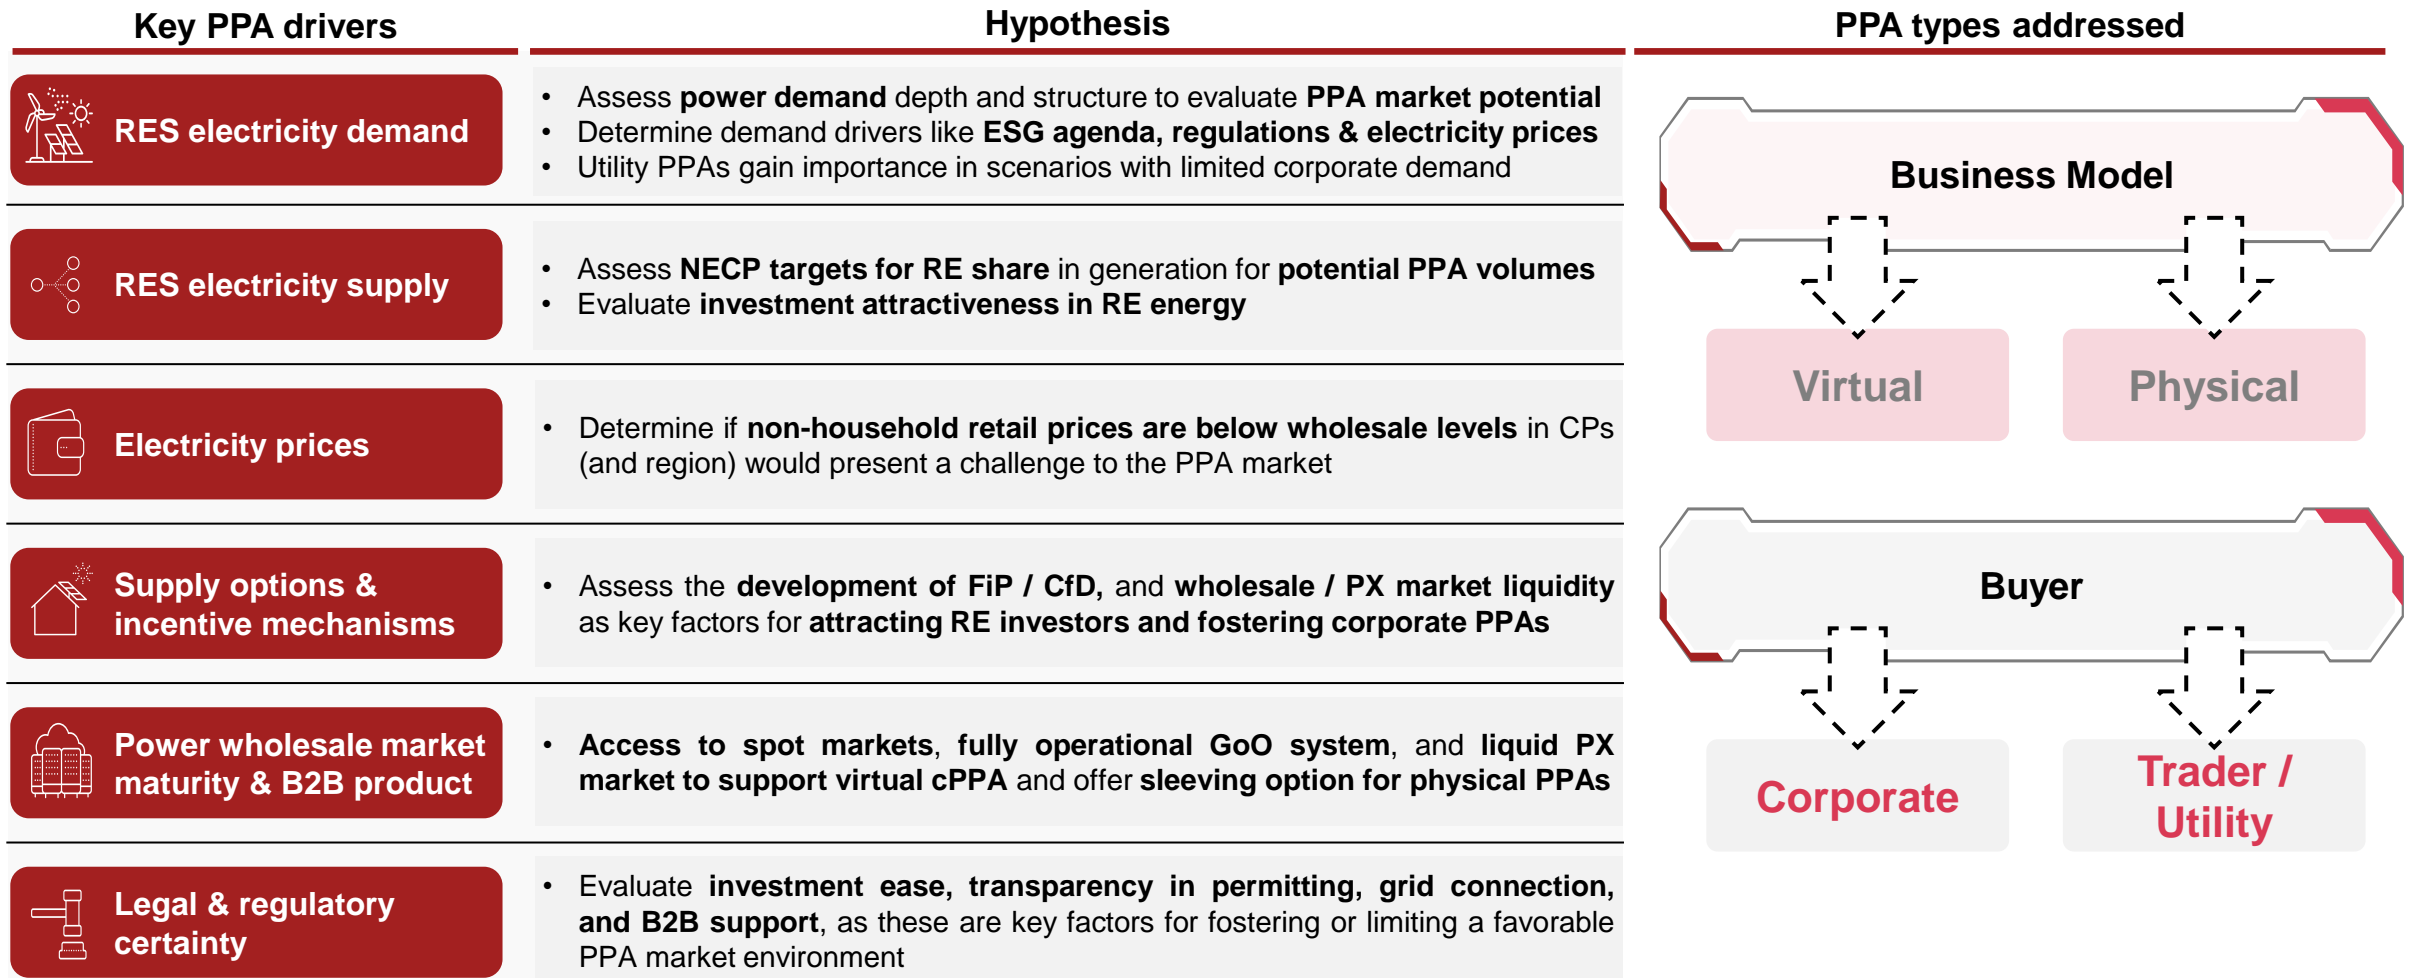 Key PPA drivers
Hypothesis
PPA types addressed
RES electricity demand
• Assess power demand depth and structure to evaluate PPA market potential
• Determine demand drivers like ESG agenda, regulations & electricity prices
• Utility PPAs gain importance in scenarios with limited corporate demand
RES electricity supply
• Assess NECP targets for RE share in generation for potential PPA volumes
• Evaluate investment attractiveness in RE energy
Electricity prices
• Determine if non-household retail prices are below wholesale levels in CPs
(and region) would present a challenge to the PPA market
Supply options &
incentive mechanisms
• Assess the development of FiP / CfD, and wholesale / PX market liquidity
as key factors for attracting RE investors and fostering corporate PPAs
Power wholesale market
maturity & B2B product
• Access to spot markets, fully operational GoO system, and liquid PX
market to support virtual cPPA and offer sleeving option for physical PPAs
Legal & regulatory
certainty
• Evaluate investment ease, transparency in permitting, grid connection,
and B2B support, as these are key factors for fostering or limiting a favorable
PPA market environment
Business Model
Virtual
Physical
Buyer
Corporate
Trader /
Utility